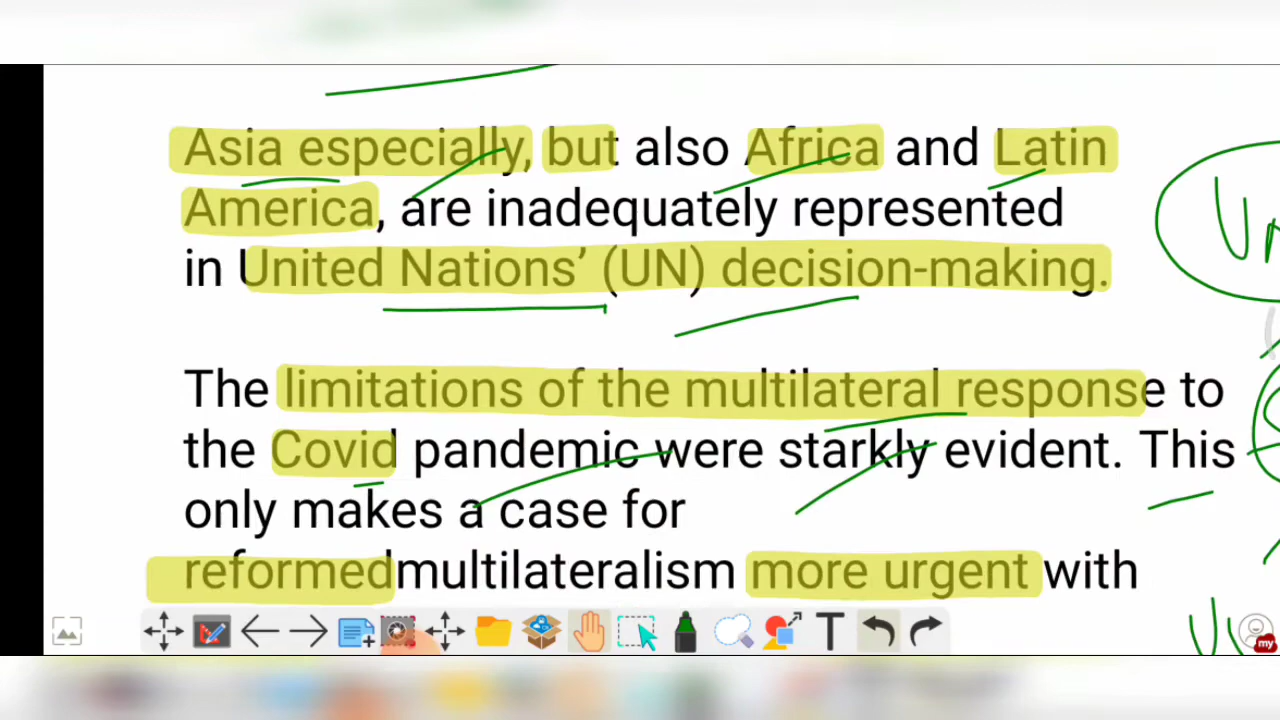 Asia especially, but also Africa and Latin
America, are inadequately represented
in United Nations’ (UN) decision-making.
The limitations of the multilateral response to
the Covid pandemic were starkly evident. This
only makes a case for
reformedmultilateralism more urgent with
T
my